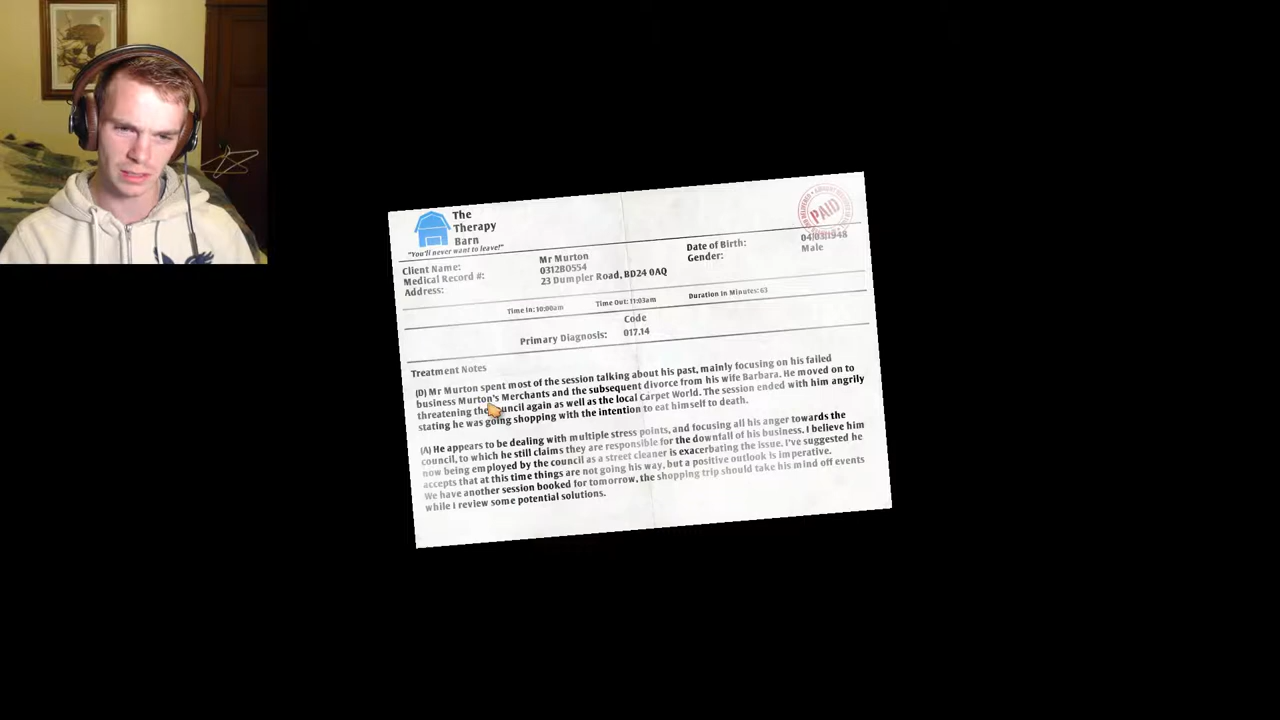 The
Therapy
Barn
"You'll never want to leave!"
PAID
Client Name: Mr Murton Date of Birth: 04/03/1948
Medical Record #: 031280554 Gender: Male
Address: 23 Dumpler Road, BD24 0AQ
Time In: 10:00am Time Out: 11:03am Duration in Minutes: 63
Code
Primary Diagnosis: 017.14
Treatment Notes
(D) Mr Murton spent most of the session talking about his past, mainly focusing on his failed
business Murton's Merchants and the subsequent divorce from his wife Barbara. He moved on to
threatening the council again as well as the local Carpet World. The session ended with him angrily
stating he was going shopping with the intention to eat himself to death.
(A) He appears to be dealing with multiple stress points, and focusing all his anger towards the
council, to which he still claims they are responsible for the downfall of his business. I believe him
now being employed by the council as a street cleaner is exacerbating the issue. I've suggested he
accepts that at this time things are not going his way, but a positive outlook is imperative.
We have another session booked for tomorrow, the shopping trip should take his mind off events
while I review some potential solutions.